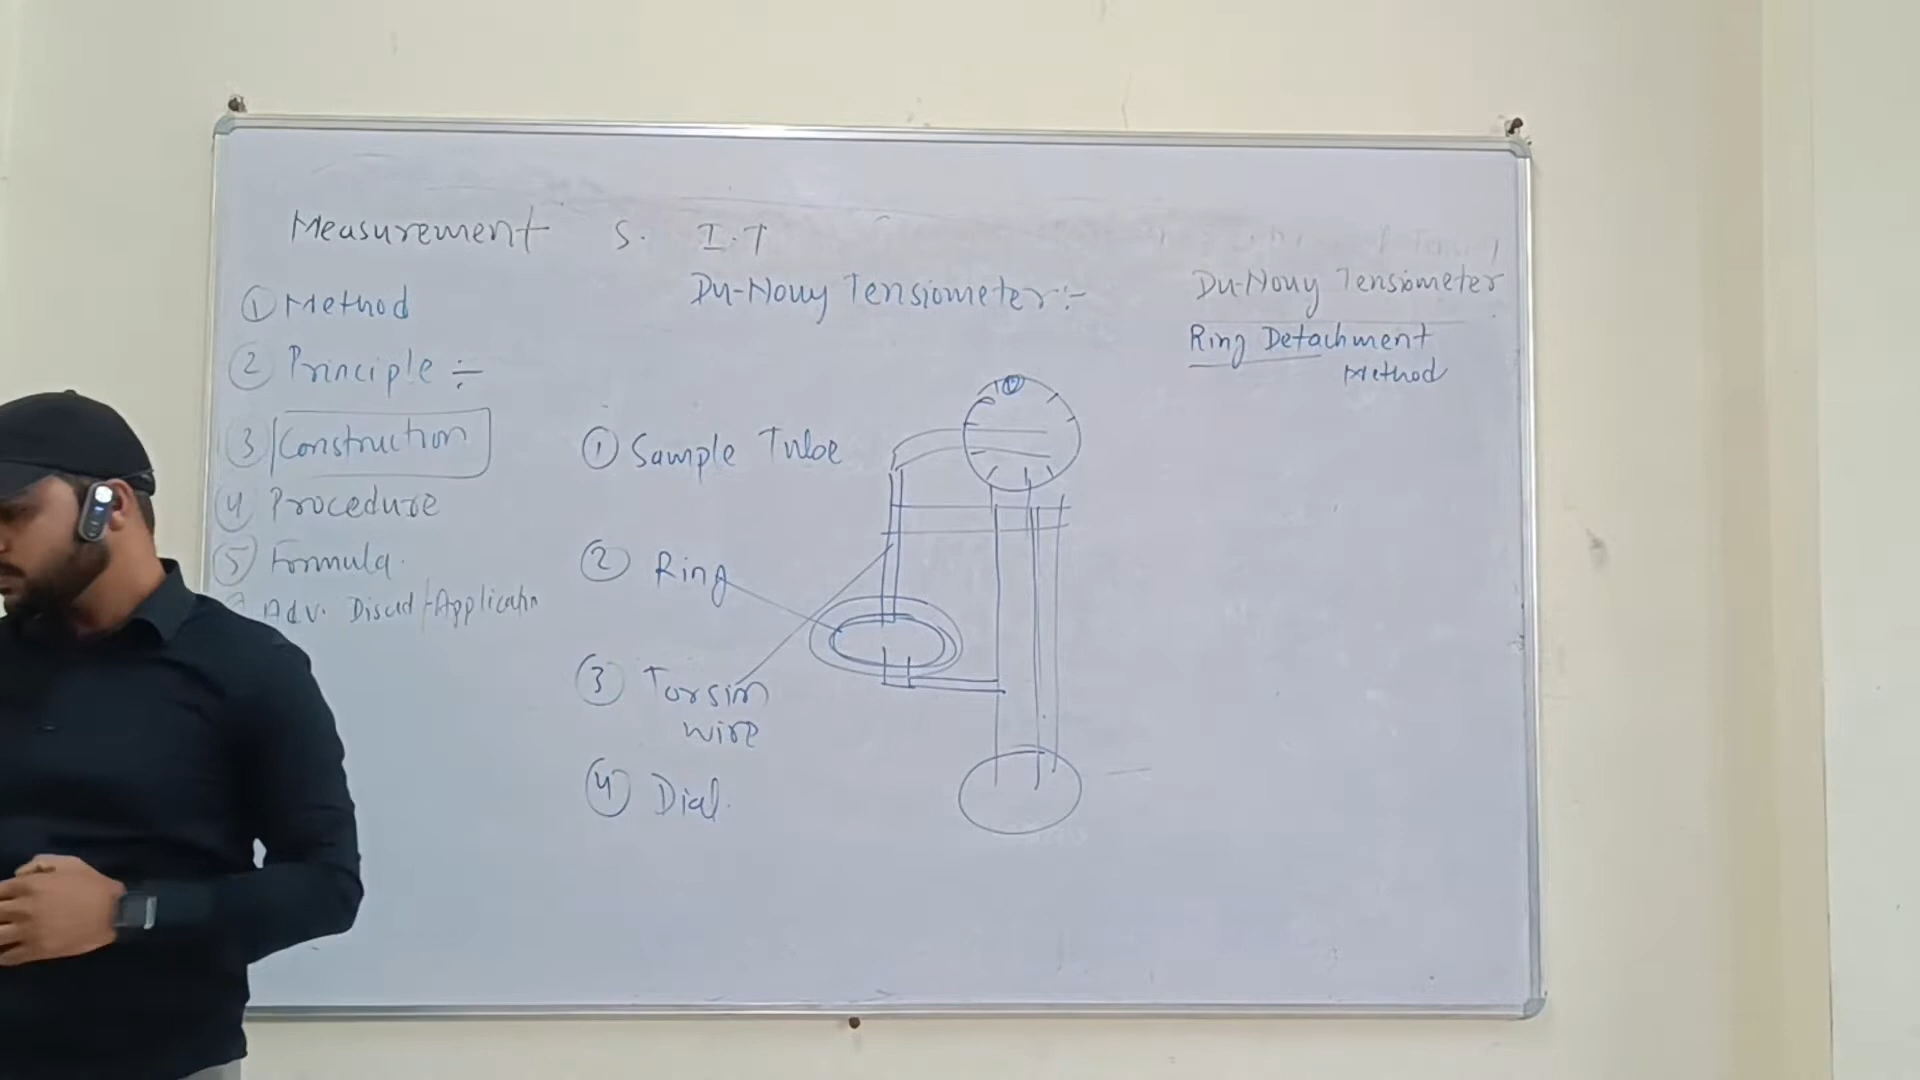 Measurement S. I.T
Du-Nouy Tensiometer:-
① Method
② Principle ÷
③ Construction
④ Procedure
⑤ Formula.
Adv. Disad/-Applicatn
① Sample Tube
② Ring
③ Torsion
wire
④ Dial.
Du-Nouy Tensiometer
Ring Detachment
Method